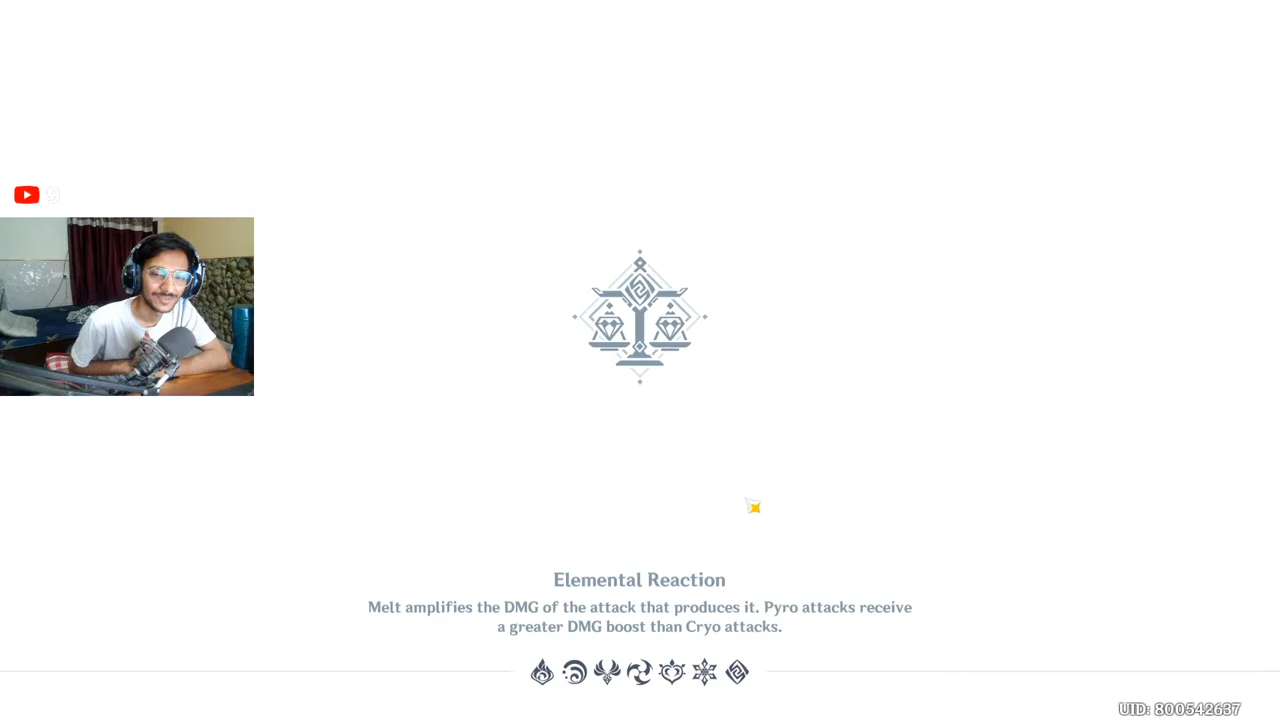 9
Elemental Reaction
Melt amplifies the DMG of the attack that produces it. Pyro attacks receive
a greater DMG boost than Cryo attacks.
UID: 800542637